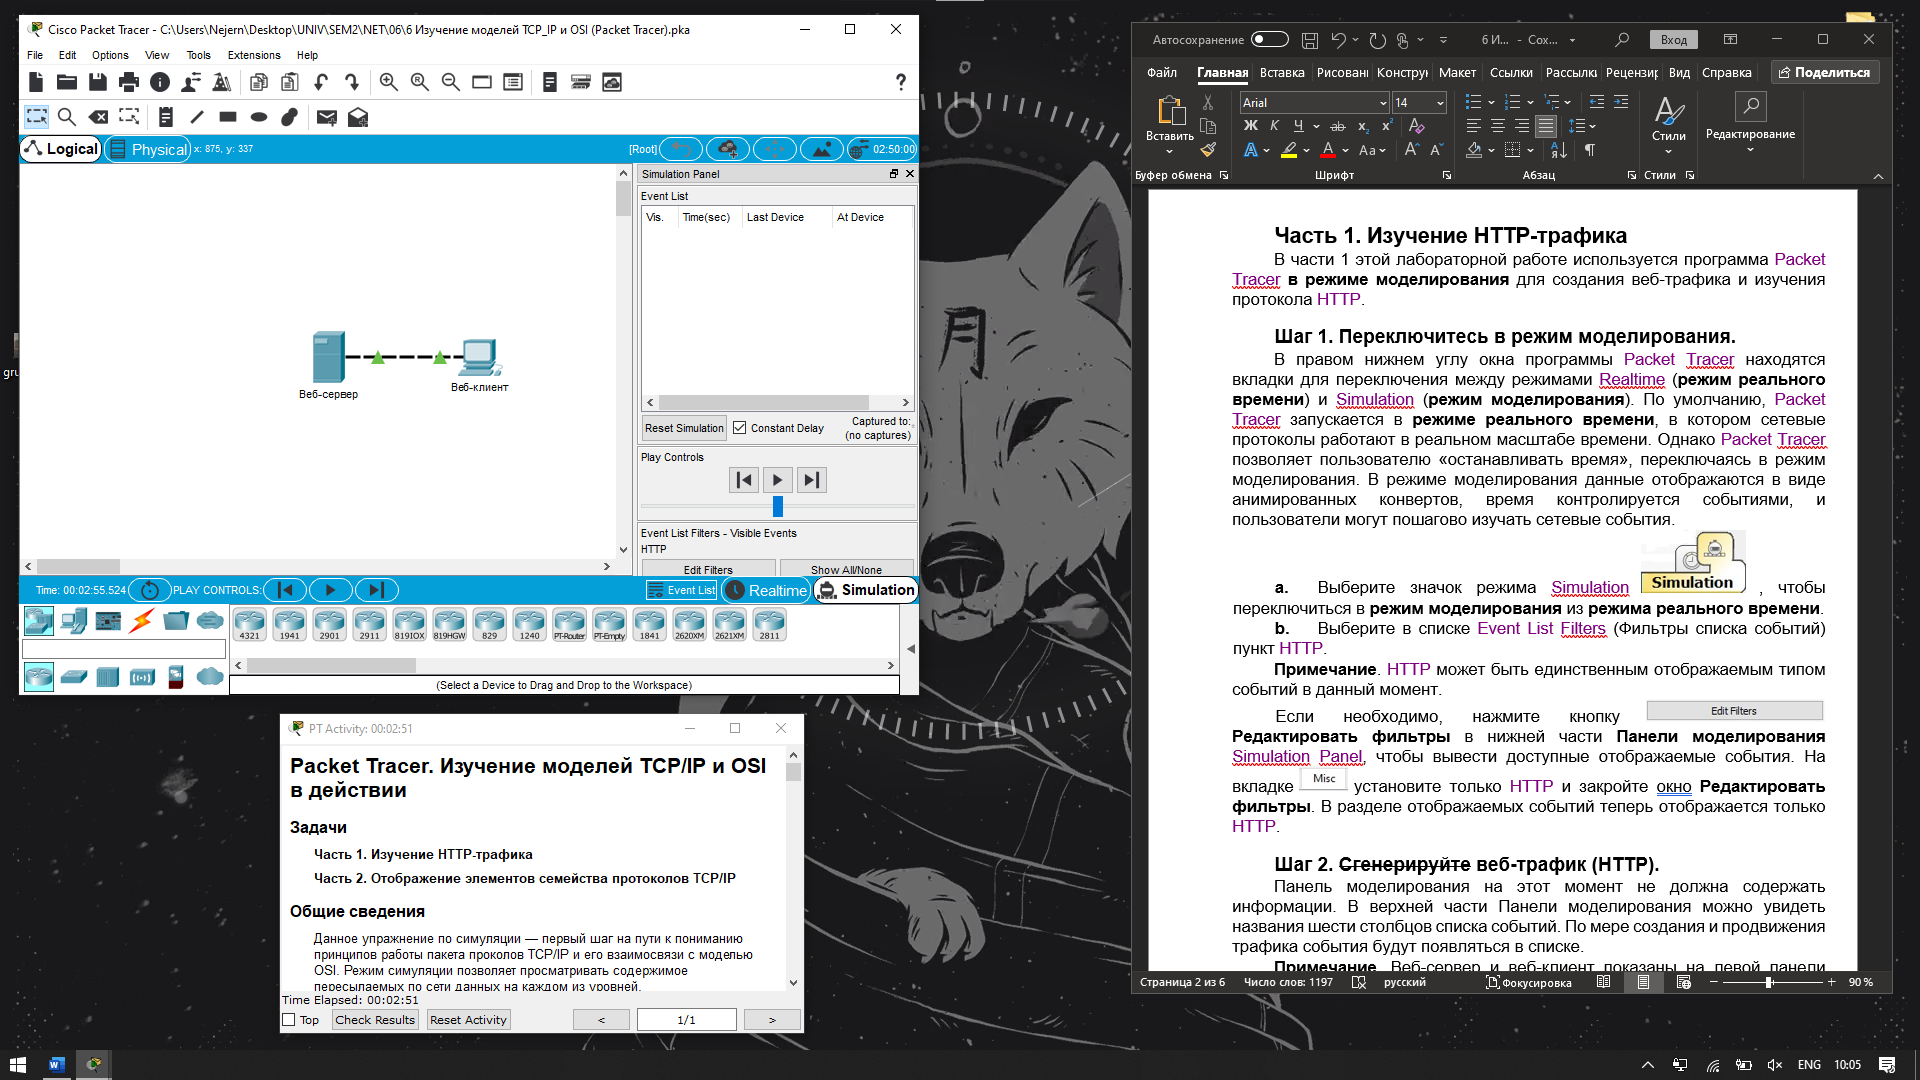 Cisco Packet Tracer - C:\Users\Nejern\Desktop\UNIV\SEM2\NET\06\6 Изучение моделей TCP_IP и OSI (Packet Tracer).pka
File Edit Options View Tools Extensions Help
?
Logical
Physical
x: 875, y: 337
[Root]
02:50:00
Веб-сервер
Веб-клиент
Simulation Panel
Event List
Vis. Time(sec) Last Device At Device
Reset Simulation
Constant Delay
Captured to:
(no captures)
Play Controls
Event List Filters - Visible Events
HTTP
Edit Filters
Show All/None
Time: 00:02:55.524
PLAY CONTROLS:
Event List
Realtime
Simulation
4321 1941 2901 2911 819IOX 819HGW 829 1240 PT-Router PT-Empty 1841 2620XM 2621XM 2811
(Select a Device to Drag and Drop to the Workspace)
gru
PT Activity: 00:02:51
Packet Tracer. Изучение моделей TCP/IP и OSI
в действии
Задачи
Часть 1. Изучение HTTP-трафика
Часть 2. Отображение элементов семейства протоколов TCP/IP
Общие сведения
Данное упражнение по симуляции — первый шаг на пути к пониманию
принципов работы пакета проколов TCP/IP и его взаимосвязи с моделью
OSI. Режим симуляции позволяет просматривать содержимое
пересылаемых по сети данных на каждом из уровней.
Time Elapsed: 00:02:51
Top
Check Results
Reset Activity
<
1/1
>
Автосохранение
6 И... - Сох...
Вход
Файл Главная Вставка Рисовани Конструк Макет Ссылки Рассылки Рецензир Вид Справка
Поделиться
Вставить
Arial
14
Ж К Ч ab x₂ x²
A A Aa A A
Стили
Редактирование
Буфер обмена
Шрифт
Абзац
Стили
Часть 1. Изучение HTTP-трафика
В части 1 этой лабораторной работе используется программа Packet
Tracer в режиме моделирования для создания веб-трафика и изучения
протокола HTTP.
Шаг 1. Переключитесь в режим моделирования.
В правом нижнем углу окна программы Packet Tracer находятся
вкладки для переключения между режимами Realtime (режим реального
времени) и Simulation (режим моделирования). По умолчанию, Packet
Tracer запускается в режиме реального времени, в котором сетевые
протоколы работают в реальном масштабе времени. Однако Packet Tracer
позволяет пользователю «останавливать время», переключаясь в режим
моделирования. В режиме моделирования данные отображаются в виде
анимированных конвертов, время контролируется событиями, и
пользователи могут пошагово изучать сетевые события.
a. Выберите значок режима Simulation Simulation , чтобы
переключиться в режим моделирования из режима реального времени.
b. Выберите в списке Event List Filters (Фильтры списка событий)
пункт HTTP.
Примечание. HTTP может быть единственным отображаемым типом
событий в данный момент.
Если необходимо, нажмите кнопку Edit Filters
Редактировать фильтры в нижней части Панели моделирования
Simulation Panel, чтобы вывести доступные отображаемые события. На
вкладке Misc установите только HTTP и закройте окно Редактировать
фильтры. В разделе отображаемых событий теперь отображается только
HTTP.
Шаг 2. Сгенерируйте веб-трафик (HTTP).
Панель моделирования на этот момент не должна содержать
информации. В верхней части Панели моделирования можно увидеть
названия шести столбцов списка событий. По мере создания и продвижения
трафика события будут появляться в списке.
Примечание. Веб-сервер и веб-клиент показаны на левой панели
Страница 2 из 6
Число слов: 1197
русский
Фокусировка
90 %
月
ENG
10:05